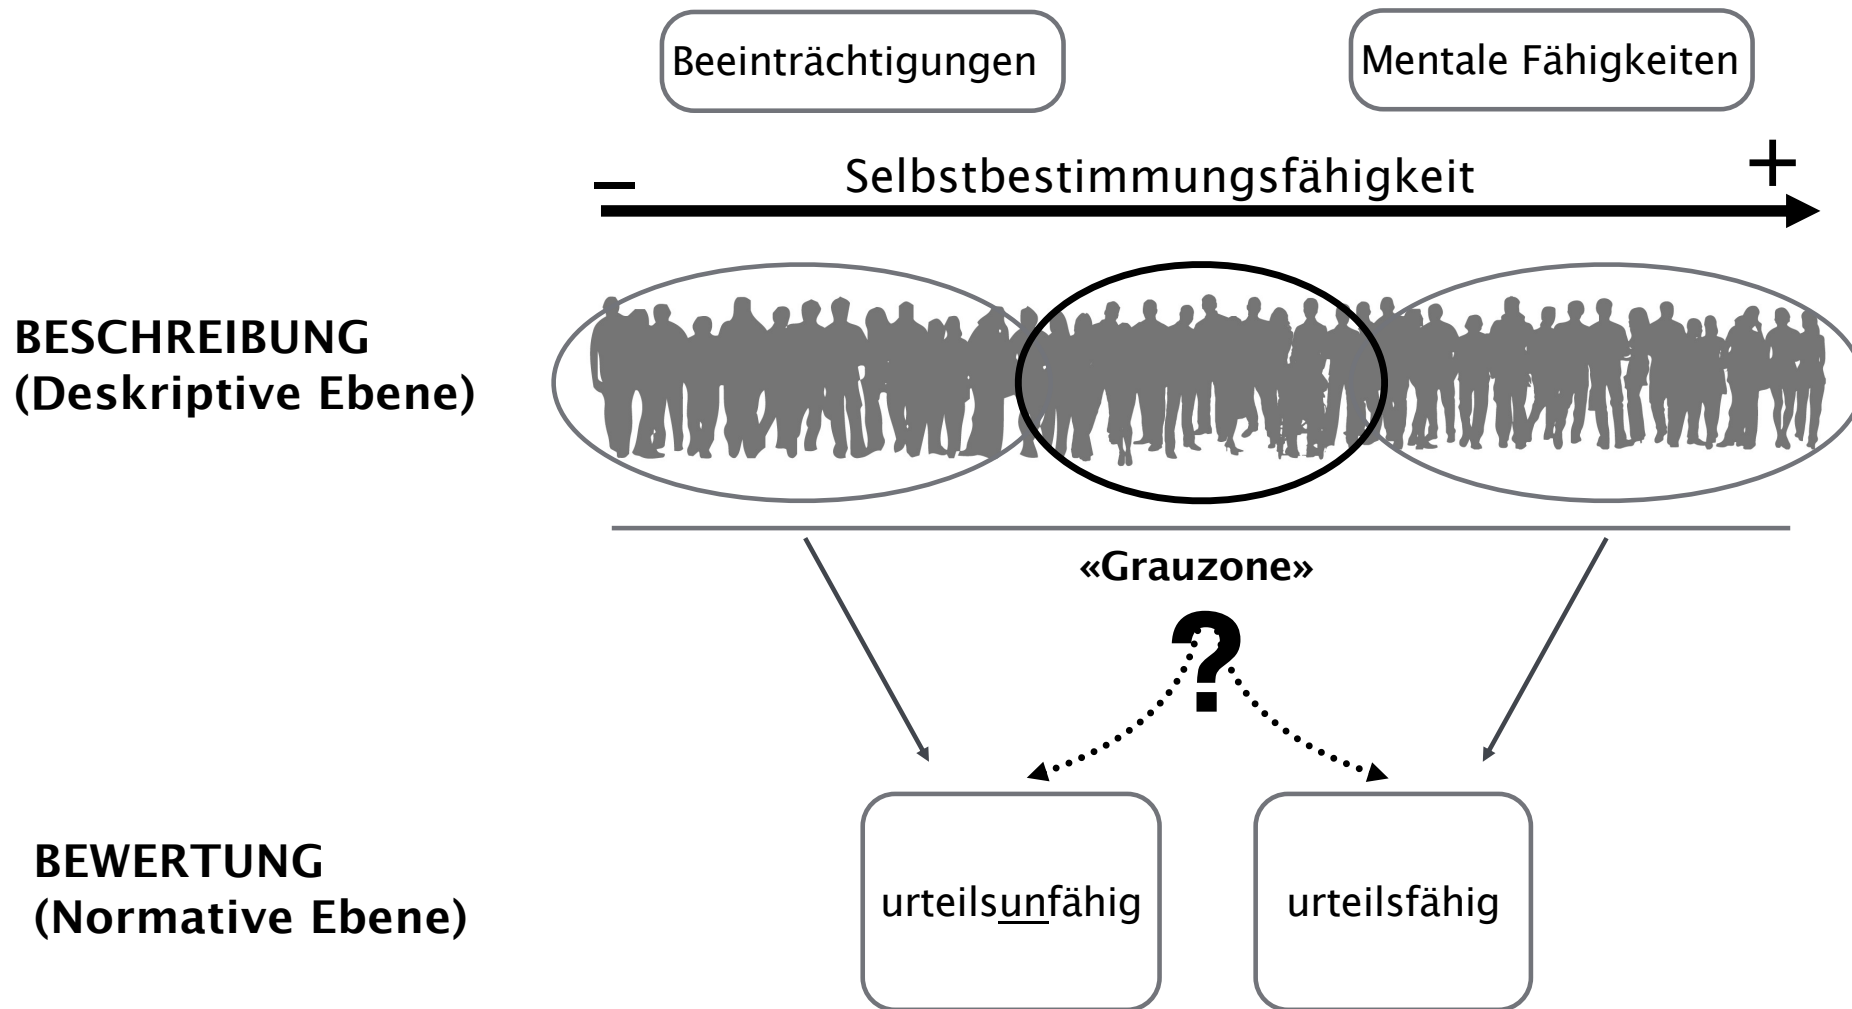 Beeinträchtigungen
Mentale Fähigkeiten
– Selbstbestimmungsfähigkeit +
BESCHREIBUNG
(Deskriptive Ebene)
«Grauzone»
?
BEWERTUNG
(Normative Ebene)
urteilsunfähig
urteilsfähig